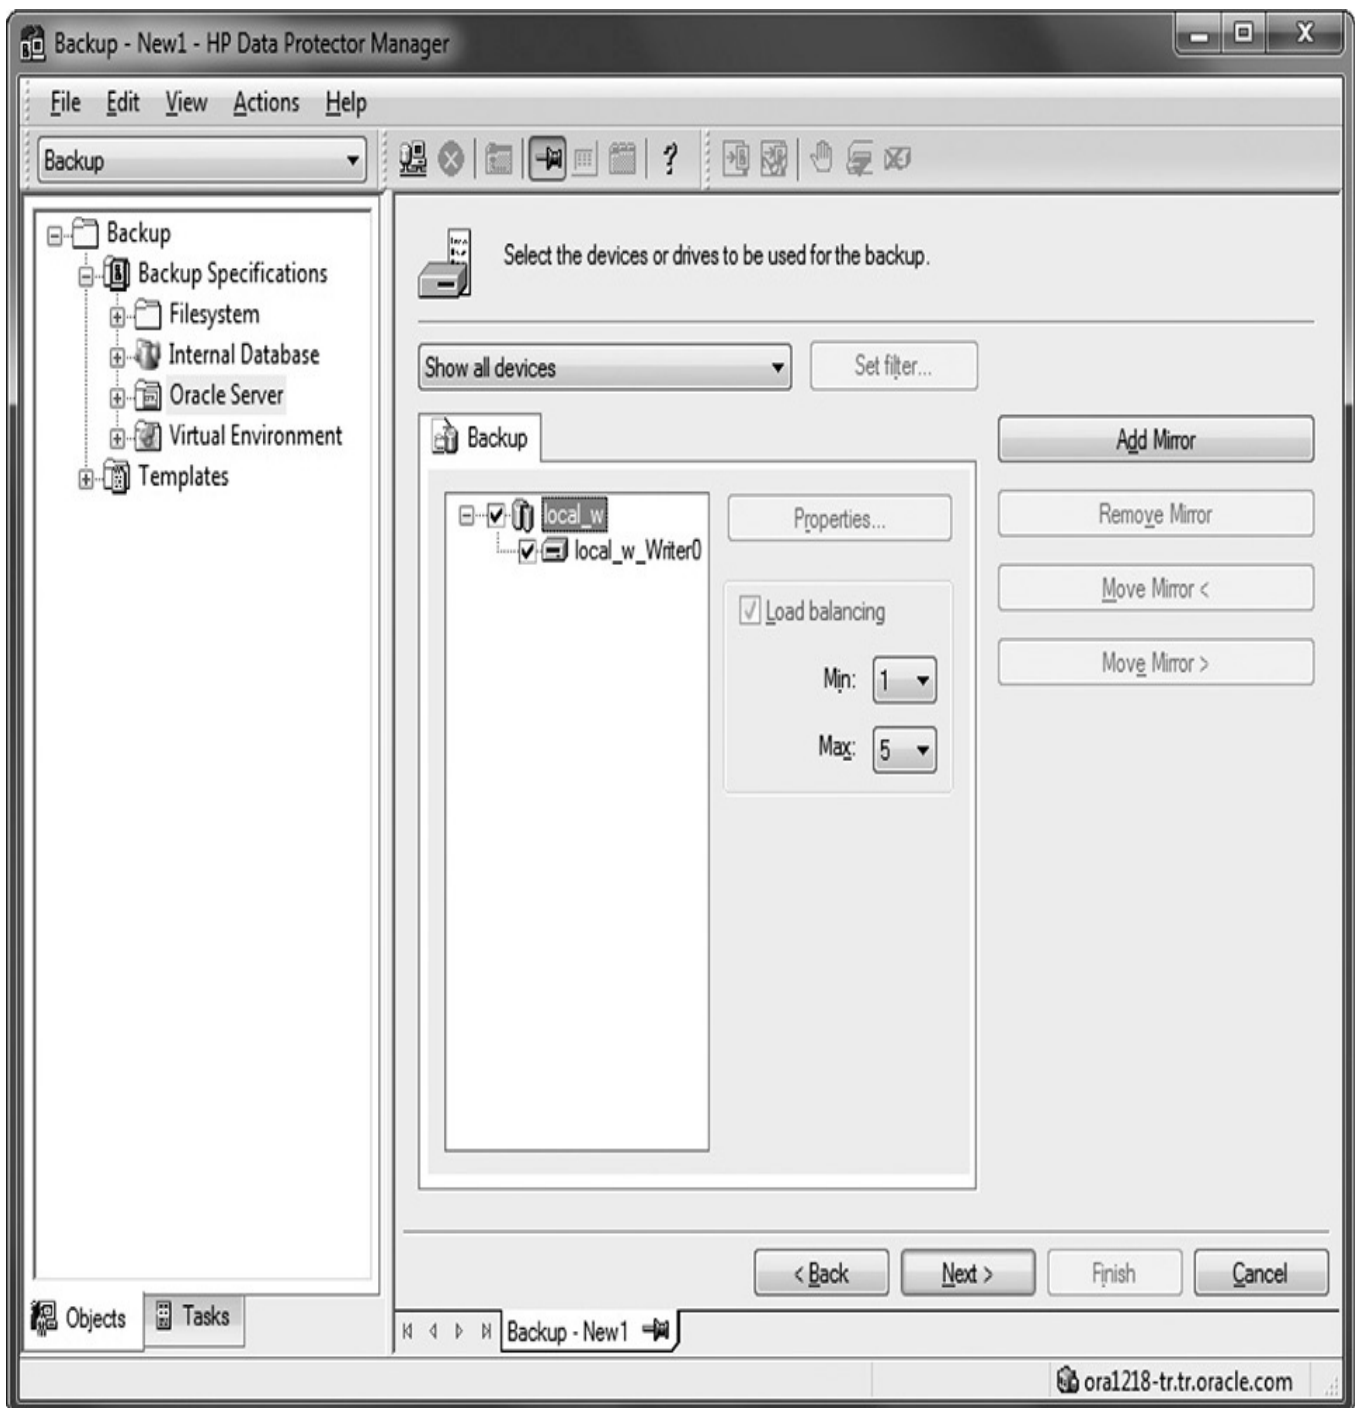 Backup - New1 - HP Data Protector Manager
X
File Edit View Actions Help
Backup
?
Backup
Backup Specifications
Filesystem
Internal Database
Oracle Server
Virtual Environment
Templates
Select the devices or drives to be used for the backup.
Show all devices
Set filter...
Backup
local_w
local_w_Writer0
Properties...
Load balancing
Min: 1
Max: 5
Add Mirror
Remove Mirror
Move Mirror <
Move Mirror >
< Back
Next >
Finish
Cancel
Objects
Tasks
Backup - New1
ora1218-tr.tr.oracle.com